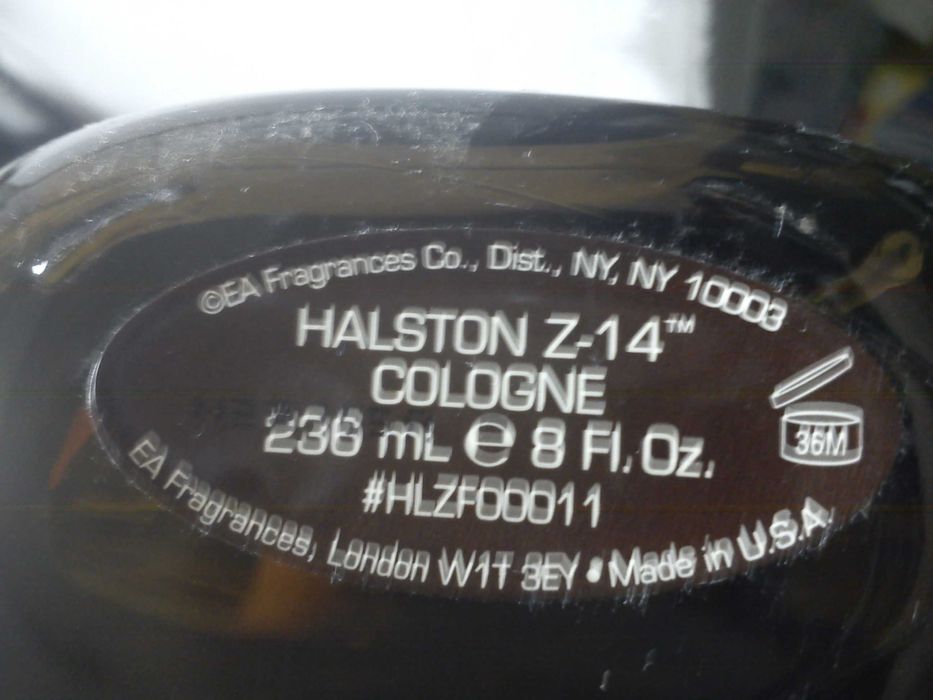 ©EA Fragrances Co., Dist., NY, NY 10003
HALSTON Z-14™
COLOGNE
236 mL ℮ 8 Fl. Oz.
36M
#HLZF00011
EA Fragrances, London W1T 3EY • Made in U.S.A.